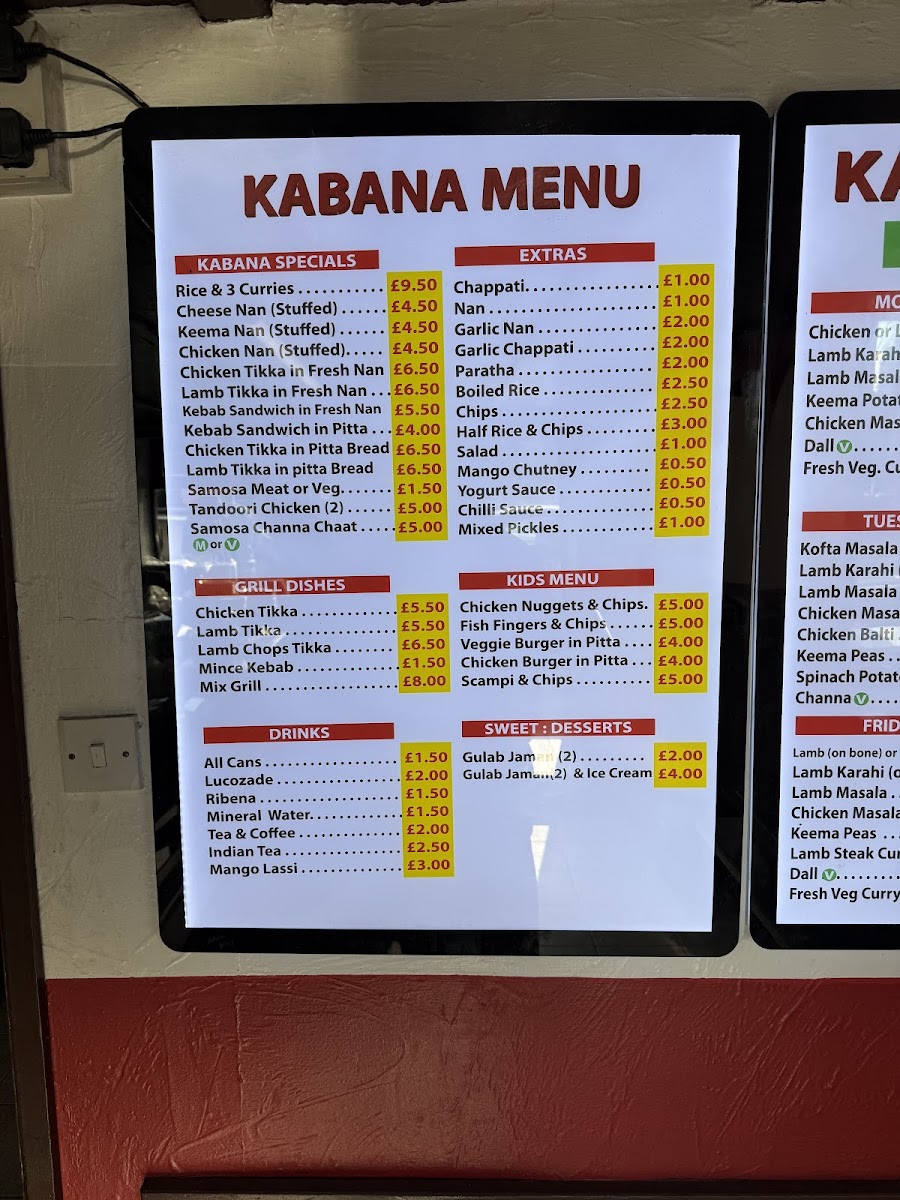 KABANA MENU
KABANA SPECIALS
Rice & 3 Curries ........... £9.50
Cheese Nan (Stuffed) ...... £4.50
Keema Nan (Stuffed) ...... £4.50
Chicken Nan (Stuffed)..... £4.50
Chicken Tikka in Fresh Nan £6.50
Lamb Tikka in Fresh Nan ... £6.50
Kebab Sandwich in Fresh Nan £5.50
Kebab Sandwich in Pitta ... £4.00
Chicken Tikka in Pitta Bread £6.50
Lamb Tikka in pitta Bread £6.50
Samosa Meat or Veg....... £1.50
Tandoori Chicken (2) ...... £5.00
Samosa Channa Chaat ..... £5.00
M or V
GRILL DISHES
Chicken Tikka ............. £5.50
Lamb Tikka ............... £5.50
Lamb Chops Tikka ........ £6.50
Mince Kebab ............. £1.50
Mix Grill .................. £8.00
DRINKS
All Cans .................. £1.50
Lucozade ................ £2.00
Ribena .................. £1.50
Mineral Water............ £1.50
Tea & Coffee ............. £2.00
Indian Tea ............... £2.50
Mango Lassi ............. £3.00
EXTRAS
Chappati................. £1.00
Nan ..................... £1.00
Garlic Nan ............... £2.00
Garlic Chappati .......... £2.00
Paratha .................. £2.00
Boiled Rice ............... £2.50
Chips .................... £2.50
Half Rice & Chips ......... £3.00
Salad .................... £1.00
Mango Chutney ......... £0.50
Yogurt Sauce ............ £0.50
Chilli Sauce .............. £0.50
Mixed Pickles ............ £1.00
KIDS MENU
Chicken Nuggets & Chips. £5.00
Fish Fingers & Chips ...... £5.00
Veggie Burger in Pitta .... £4.00
Chicken Burger in Pitta ... £4.00
Scampi & Chips .......... £5.00
SWEET : DESSERTS
Gulab Jaman (2) ......... £2.00
Gulab Jaman(2) & Ice Cream £4.00
KA
MO
Chicken or L
Lamb Karah
Lamb Masal
Keema Potat
Chicken Mas
Dall V.....
Fresh Veg. Cu
TUES
Kofta Masala
Lamb Karahi (
Lamb Masala
Chicken Masa
Chicken Balti .
Keema Peas ..
Spinach Potato
Channa V....
FRID
Lamb (on bone) or
Lamb Karahi (o
Lamb Masala ..
Chicken Masala
Keema Peas ...
Lamb Steak Cur
Dall V........
Fresh Veg Curry